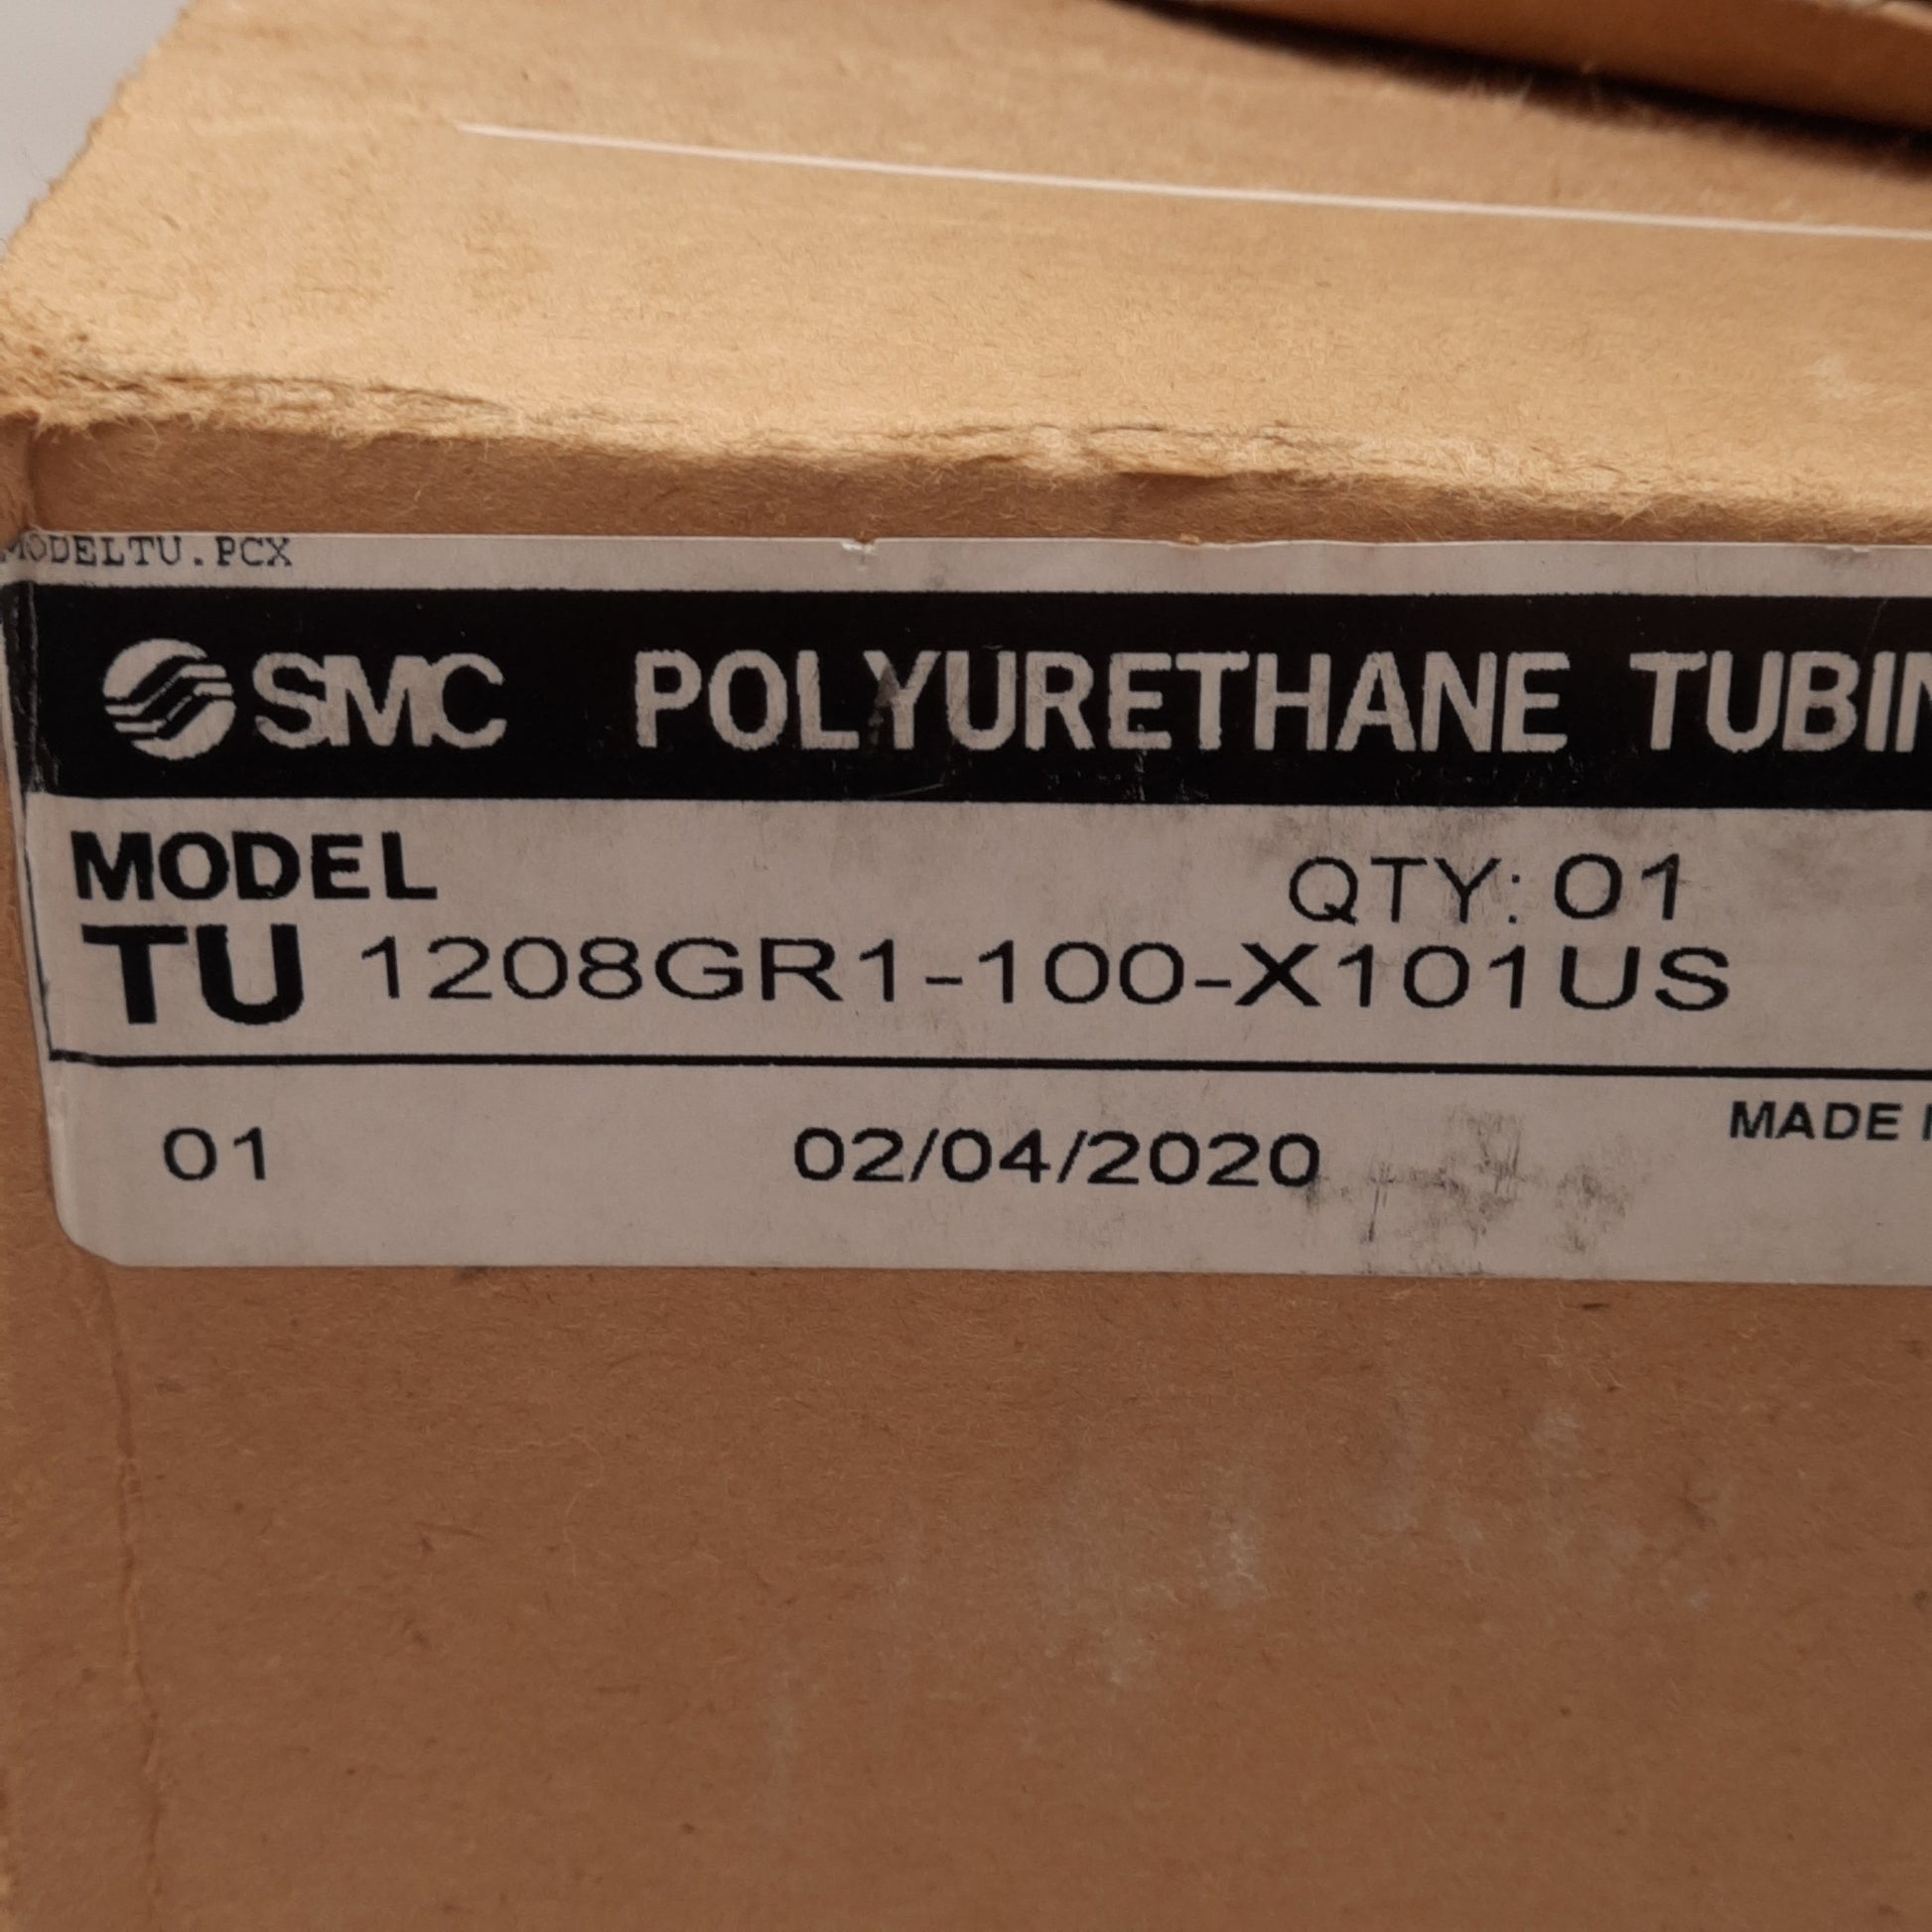 MODELTU.PCX
SMC POLYURETHANE TUBIN
MODEL
QTY: 01
TU 1208GR1-100-X101US
01 02/04/2020 MADE